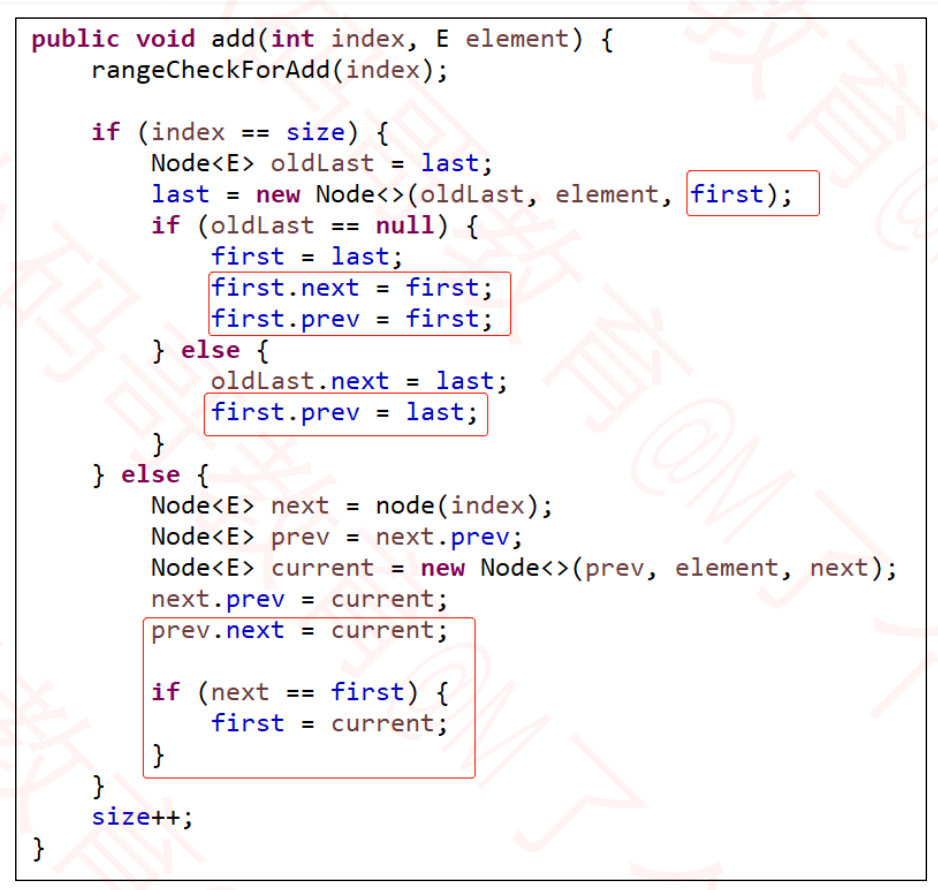 public void add(int index, E element) {
    rangeCheckForAdd(index);

    if (index == size) {
        Node<E> oldLast = last;
        last = new Node<>(oldLast, element, first);
        if (oldLast == null) {
            first = last;
            first.next = first;
            first.prev = first;
        } else {
            oldLast.next = last;
            first.prev = last;
        }
    } else {
        Node<E> next = node(index);
        Node<E> prev = next.prev;
        Node<E> current = new Node<>(prev, element, next);
        next.prev = current;
        prev.next = current;

        if (next == first) {
            first = current;
        }
    }
    size++;
}